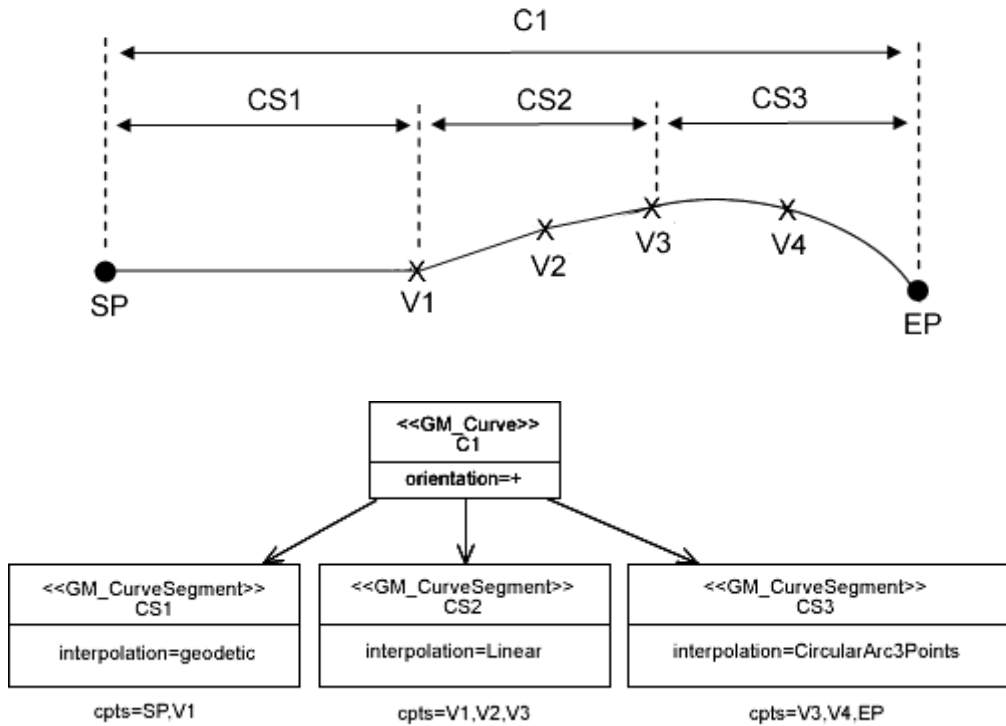 C1
CS1
CS2
CS3
SP
V1
V2
V3
V4
EP
<<GM_Curve>>
C1
orientation=+
<<GM_CurveSegment>>
CS1
interpolation=geodetic
cpts=SP,V1
<<GM_CurveSegment>>
CS2
interpolation=Linear
cpts=V1,V2,V3
<<GM_CurveSegment>>
CS3
interpolation=CircularArc3Points
cpts=V3,V4,EP